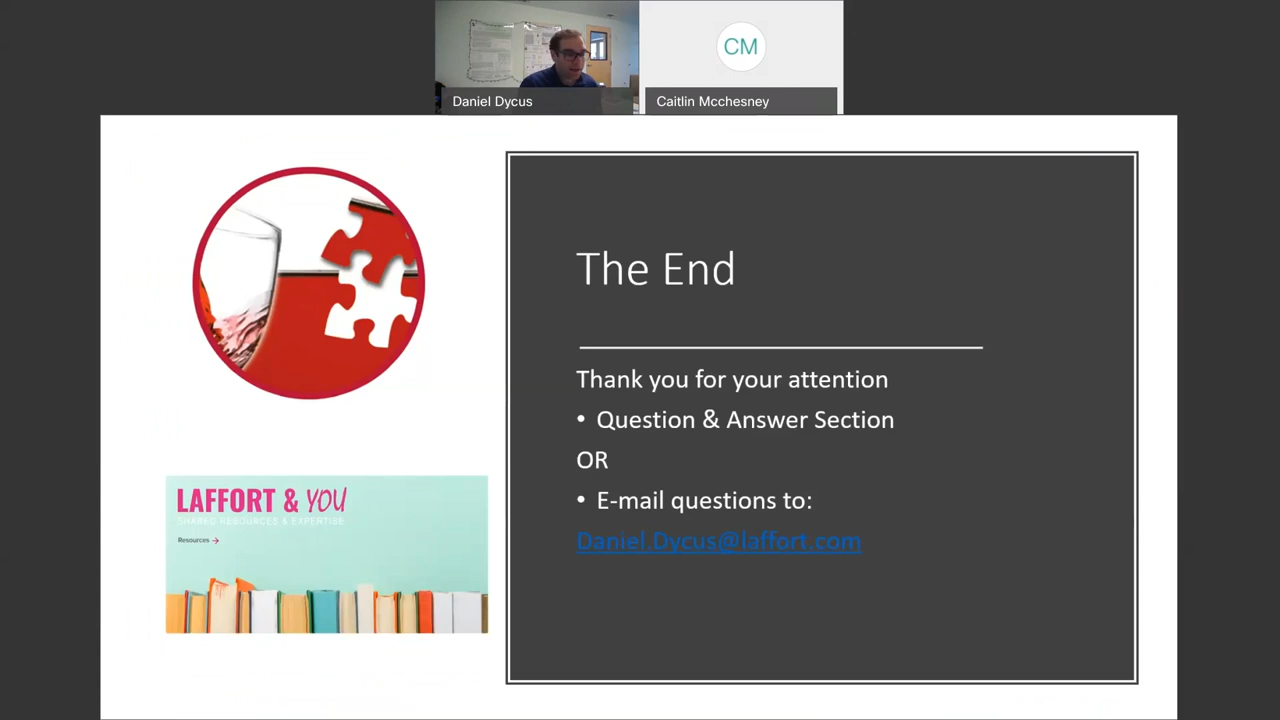 Daniel Dycus
CM
Caitlin Mcchesney
The End
Thank you for your attention
• Question & Answer Section
OR
• E-mail questions to:
Daniel.Dycus@laffort.com
LAFFORT & YOU
SHARED RESOURCES & EXPERTISE
Resources →